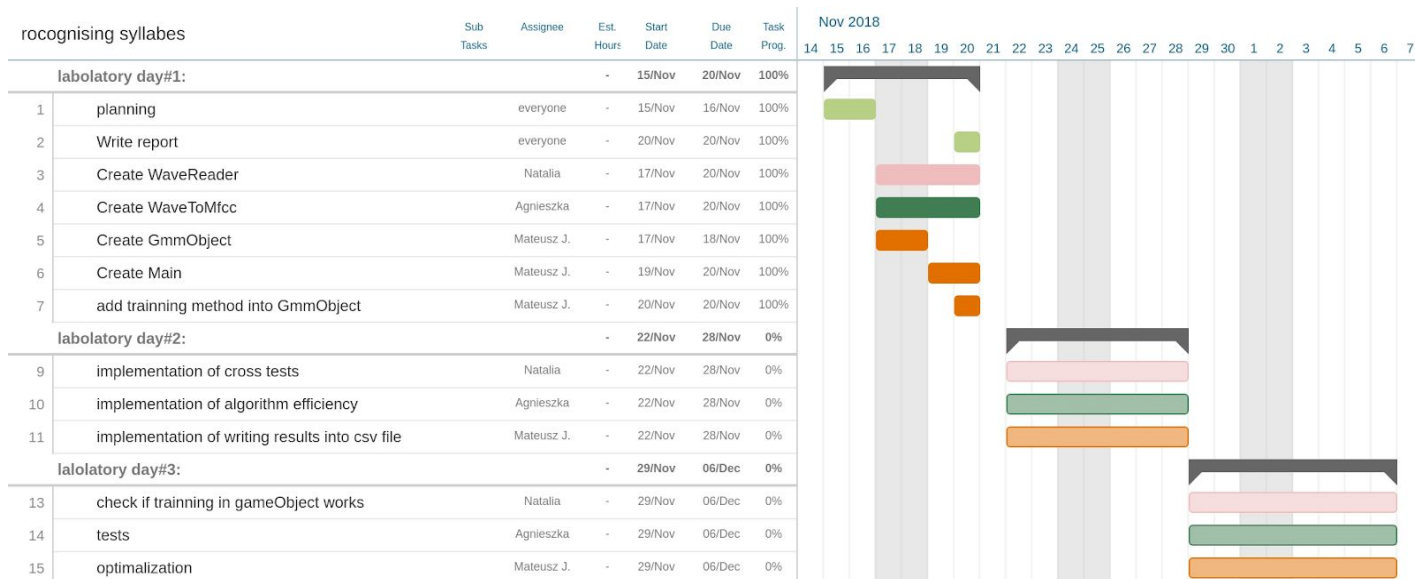 rocognising syllabes Sub Tasks Assignee Est. Hours Start Date Due Date Task Prog. Nov 2018
14 15 16 17 18 19 20 21 22 23 24 25 26 27 28 29 30 1 2 3 4 5 6 7
labolatory day#1: - 15/Nov 20/Nov 100%
1 planning everyone - 15/Nov 16/Nov 100%
2 Write report everyone - 20/Nov 20/Nov 100%
3 Create WaveReader Natalia - 17/Nov 20/Nov 100%
4 Create WaveToMfcc Agnieszka - 17/Nov 20/Nov 100%
5 Create GmmObject Mateusz J. - 17/Nov 18/Nov 100%
6 Create Main Mateusz J. - 19/Nov 20/Nov 100%
7 add trainning method into GmmObject Mateusz J. - 20/Nov 20/Nov 100%
labolatory day#2: - 22/Nov 28/Nov 0%
9 implementation of cross tests Natalia - 22/Nov 28/Nov 0%
10 implementation of algorithm efficiency Agnieszka - 22/Nov 28/Nov 0%
11 implementation of writing results into csv file Mateusz J. - 22/Nov 28/Nov 0%
lalolatory day#3: - 29/Nov 06/Dec 0%
13 check if trainning in gameObject works Natalia - 29/Nov 06/Dec 0%
14 tests Agnieszka - 29/Nov 06/Dec 0%
15 optimalization Mateusz J. - 29/Nov 06/Dec 0%